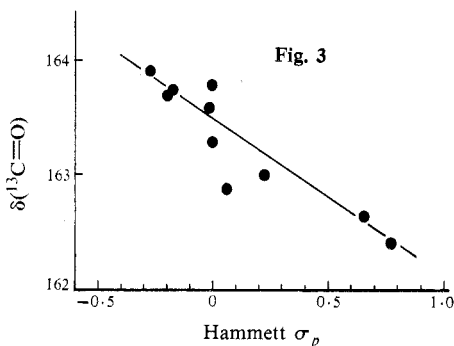 Fig. 3
164
163
162
δ(¹³C=O)
-0·5 0 0·5 1·0
Hammett σₚ